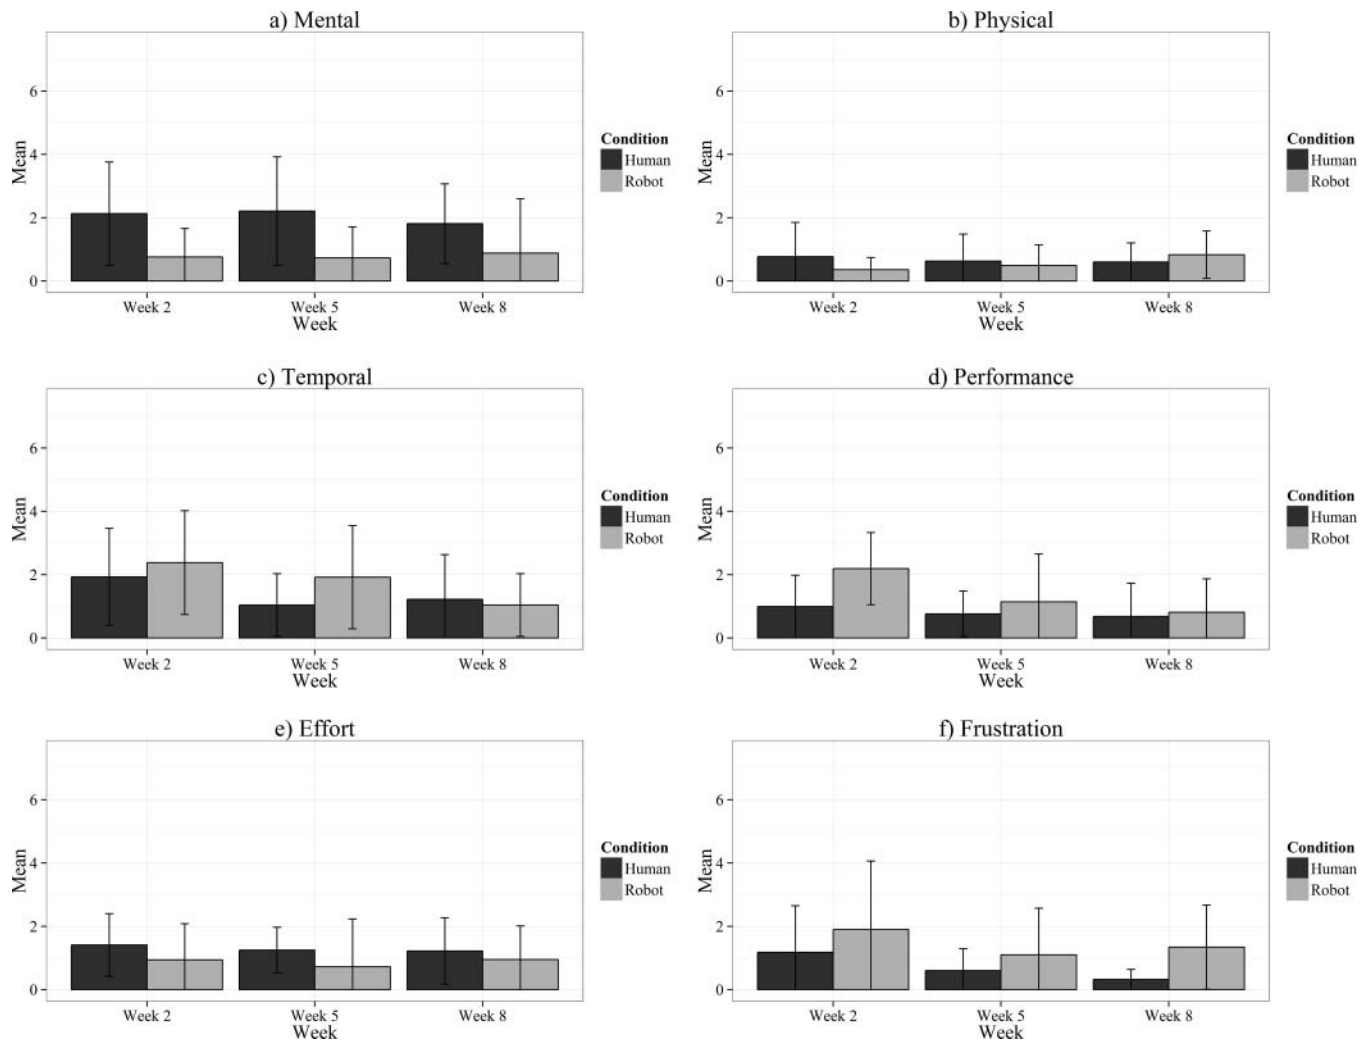 a) Mental
6
4
2
0
Mean
Week 2
Week 5
Week 8
Week
Condition
Human
Robot
b) Physical
6
4
2
0
Mean
Week 2
Week 5
Week 8
Week
Condition
Human
Robot
c) Temporal
6
4
2
0
Mean
Week 2
Week 5
Week 8
Week
Condition
Human
Robot
d) Performance
6
4
2
0
Mean
Week 2
Week 5
Week 8
Week
Condition
Human
Robot
e) Effort
6
4
2
0
Mean
Week 2
Week 5
Week 8
Week
Condition
Human
Robot
f) Frustration
6
4
2
0
Mean
Week 2
Week 5
Week 8
Week
Condition
Human
Robot